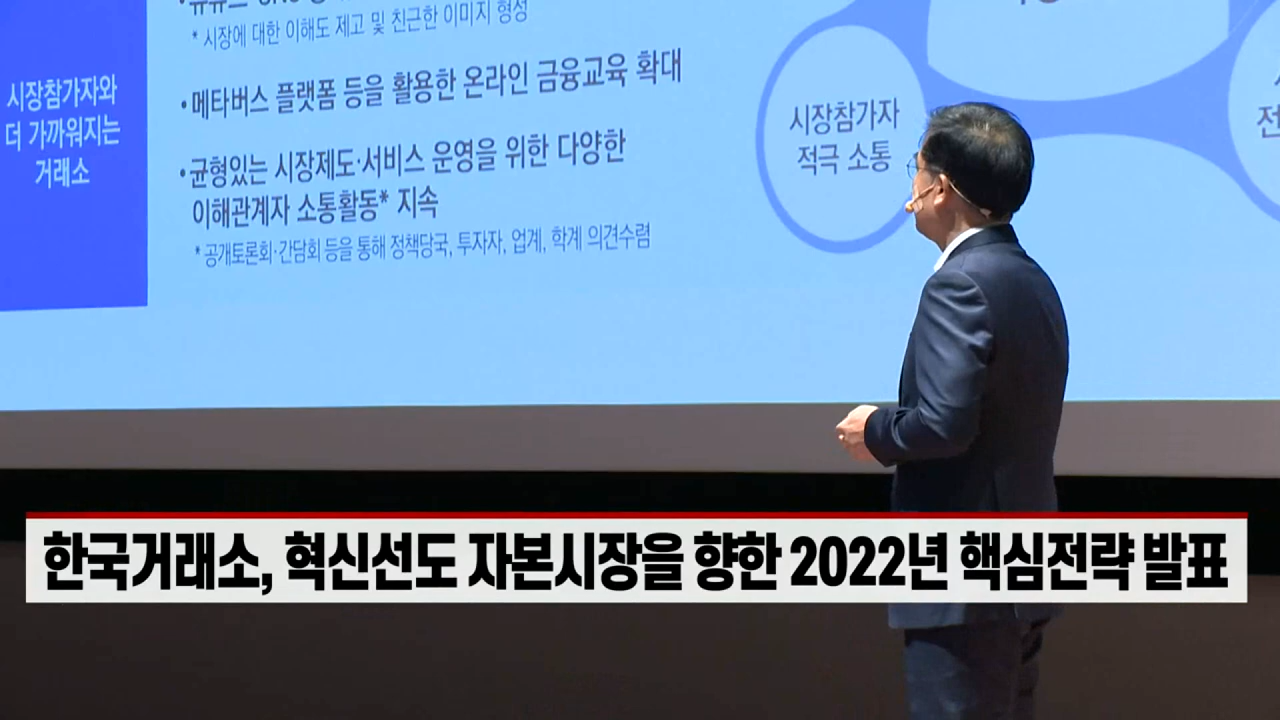 * 시장에 대한 이해도 제고 및 친근한 이미지 형성
• 메타버스 플랫폼 등을 활용한 온라인 금융교육 확대
• 균형있는 시장제도·서비스 운영을 위한 다양한
이해관계자 소통활동* 지속
* 공개토론회·간담회 등을 통해 정책당국, 투자자, 업계, 학계 의견수렴
시장참가자와
더 가까워지는
거래소
시장참가자
적극 소통
한국거래소, 혁신선도 자본시장을 향한 2022년 핵심전략 발표